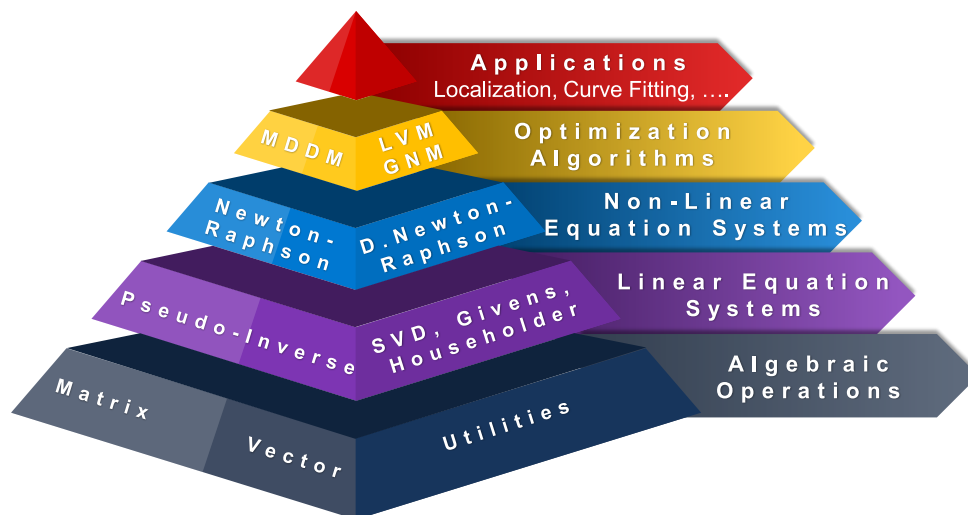 Applications
Localization, Curve Fitting, ....
MDDM
LVM
GNM
Optimization
Algorithms
Newton-
Raphson
D.Newton-
Raphson
Non-Linear
Equation Systems
Pseudo-Inverse
SVD, Givens,
Householder
Linear Equation
Systems
Matrix
Vector
Utilities
Algebraic
Operations